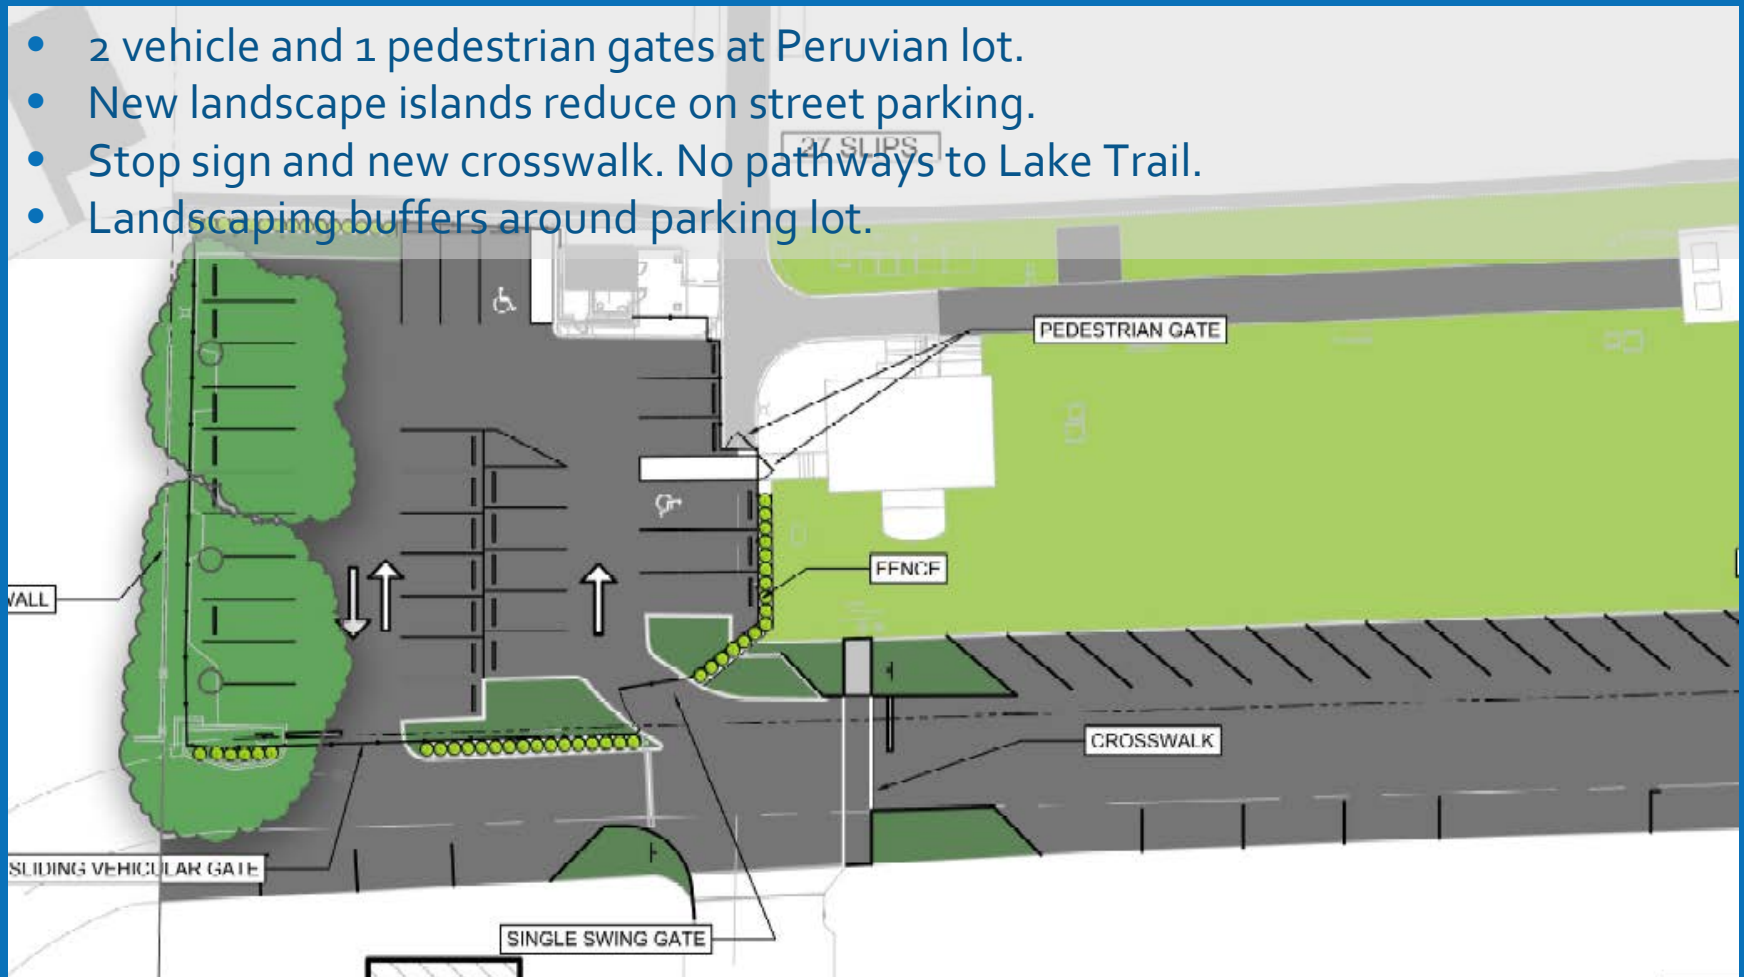 • 2 vehicle and 1 pedestrian gates at Peruvian lot.
• New landscape islands reduce on street parking.
• Stop sign and new crosswalk. No pathways to Lake Trail.
• Landscaping buffers around parking lot.
27 SLIPS
PEDESTRIAN GATE
FENCE
WALL
CROSSWALK
SLIDING VEHICULAR GATE
SINGLE SWING GATE